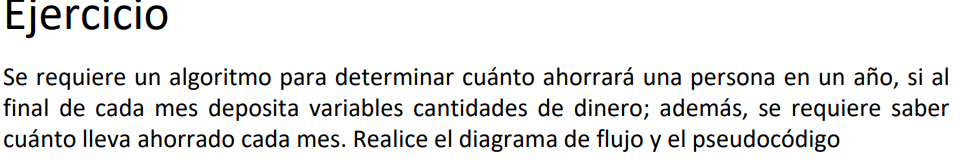 Ejercicio
Se requiere un algoritmo para determinar cuánto ahorrará una persona en un año, si al
final de cada mes deposita variables cantidades de dinero; además, se requiere saber
cuánto lleva ahorrado cada mes. Realice el diagrama de flujo y el pseudocódigo